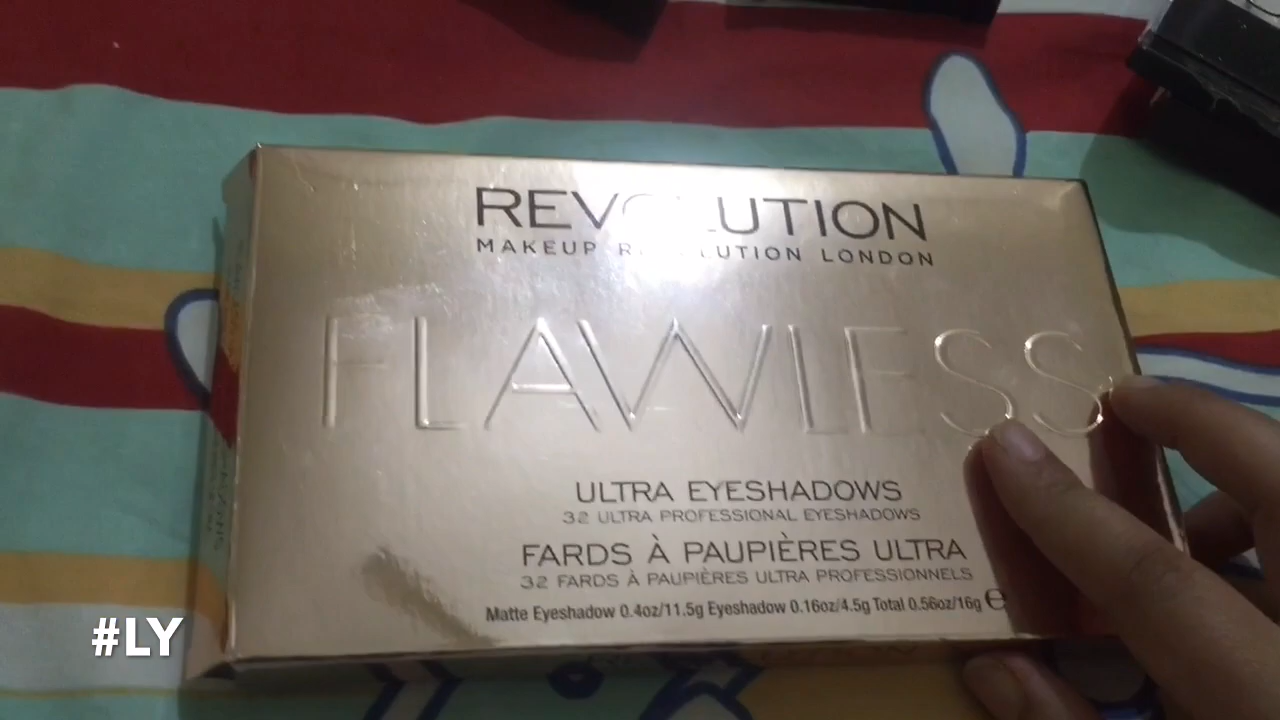 REVOLUTION
MAKEUP REVOLUTION LONDON
FLAWLESS
ULTRA EYESHADOWS
32 ULTRA PROFESSIONAL EYESHADOWS
FARDS À PAUPIÈRES ULTRA
32 FARDS À PAUPIÈRES ULTRA PROFESSIONNELS
Matte Eyeshadow 0.4oz/11.5g Eyeshadow 0.16oz/4.5g Total 0.56oz/16g ℮
#LY